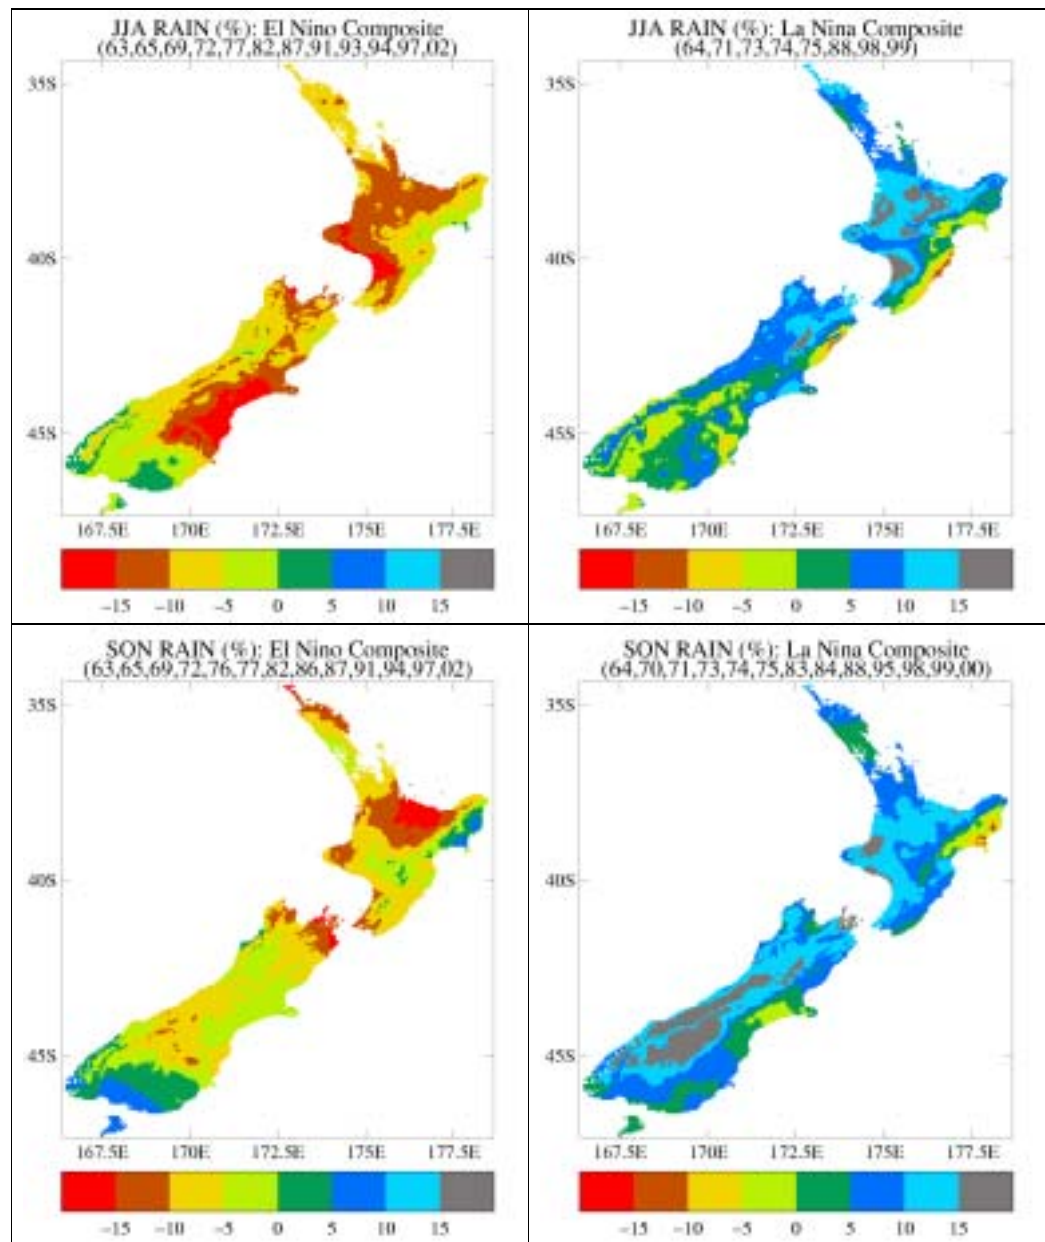 JJA RAIN (%): El Nino Composite
(63,65,69,72,77,82,87,91,93,94,97,02)
35S
40S
45S
167.5E 170E 172.5E 175E 177.5E
-15 -10 -5 0 5 10 15
JJA RAIN (%): La Nina Composite
(64,71,73,74,75,88,98,99)
35S
40S
45S
167.5E 170E 172.5E 175E 177.5E
-15 -10 -5 0 5 10 15
SON RAIN (%): El Nino Composite
(63,65,69,72,76,77,82,86,87,91,94,97,02)
35S
40S
45S
167.5E 170E 172.5E 175E 177.5E
-15 -10 -5 0 5 10 15
SON RAIN (%): La Nina Composite
(64,70,71,73,74,75,83,84,88,95,98,99,00)
35S
40S
45S
167.5E 170E 172.5E 175E 177.5E
-15 -10 -5 0 5 10 15